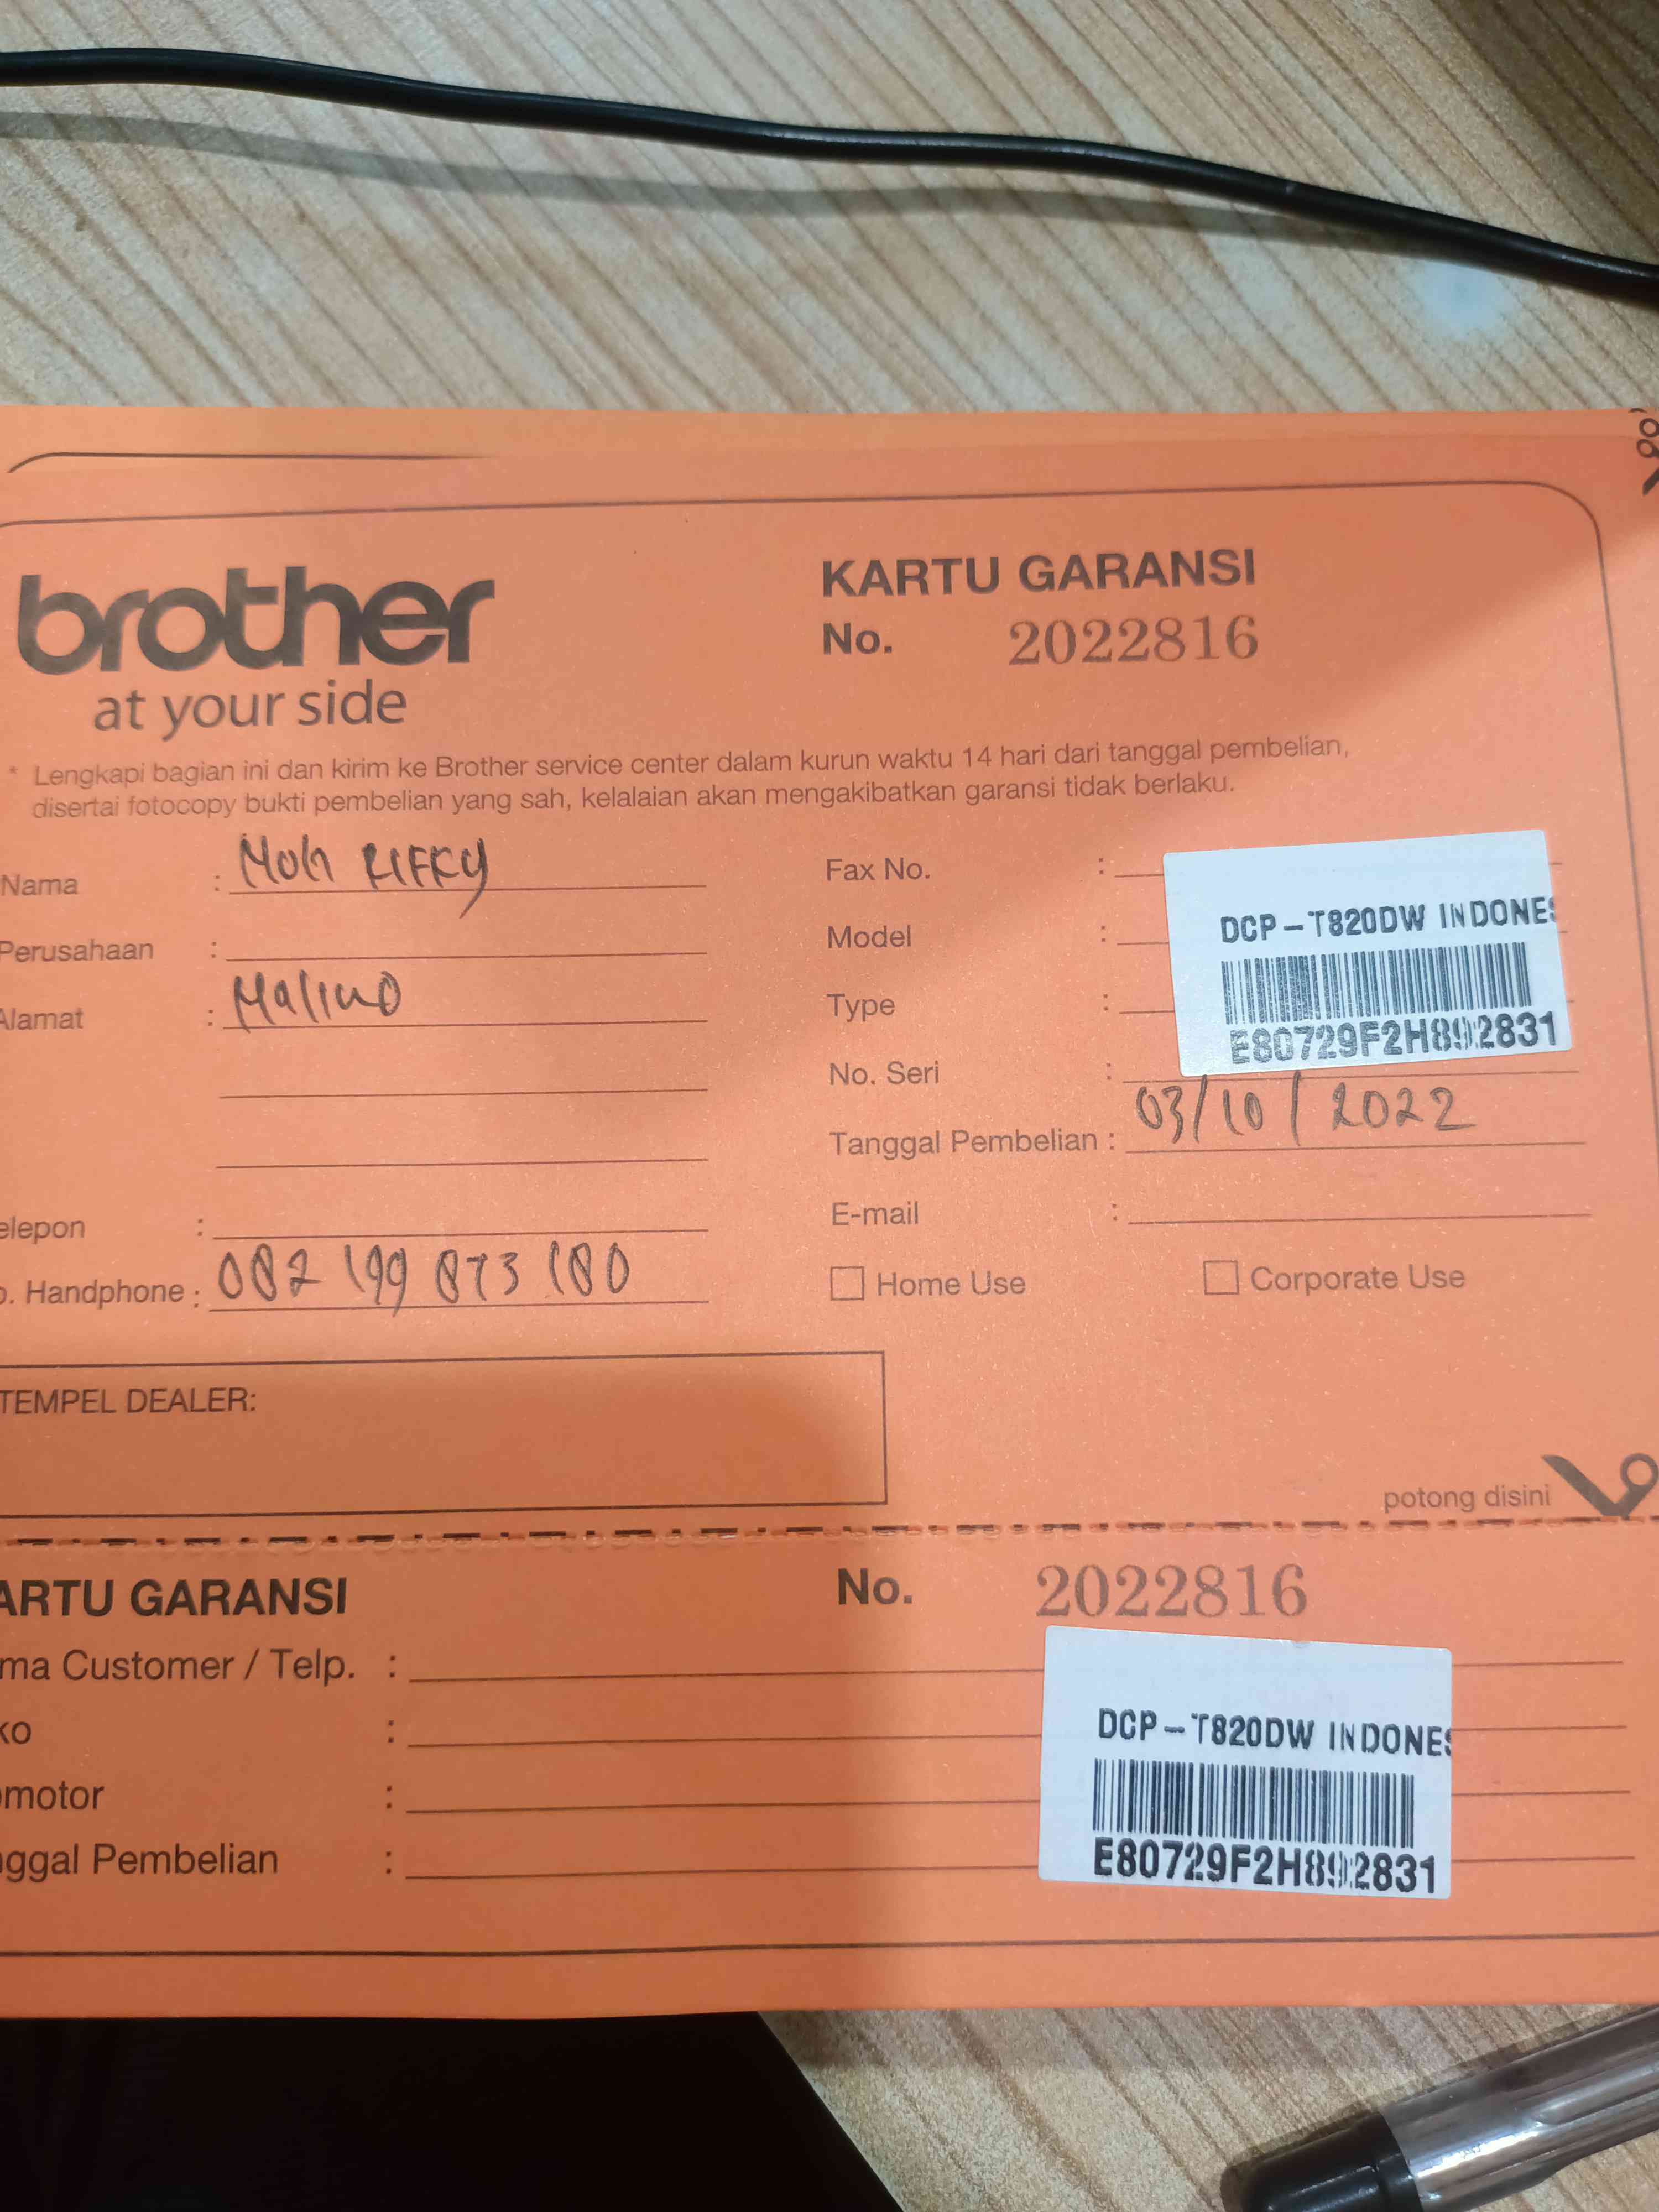 brother
at your side
KARTU GARANSI
No. 2022816
* Lengkapi bagian ini dan kirim ke Brother service center dalam kurun waktu 14 hari dari tanggal pembelian,
disertai fotocopy bukti pembelian yang sah, kelalaian akan mengakibatkan garansi tidak berlaku.
Nama : Moh RIFKY
Perusahaan :
Alamat : Malino
elepon :
o. Handphone : 082 199 873 180
Fax No. :
Model :
Type :
No. Seri :
DCP-T820DW INDONES
E80729F2H892831
Tanggal Pembelian : 03/10/2022
E-mail :
Home Use
Corporate Use
TEMPEL DEALER:
potong disini
ARTU GARANSI
No. 2022816
ma Customer / Telp. :
ko :
omotor :
ggal Pembelian :
DCP-T820DW INDONES
E80729F2H892831